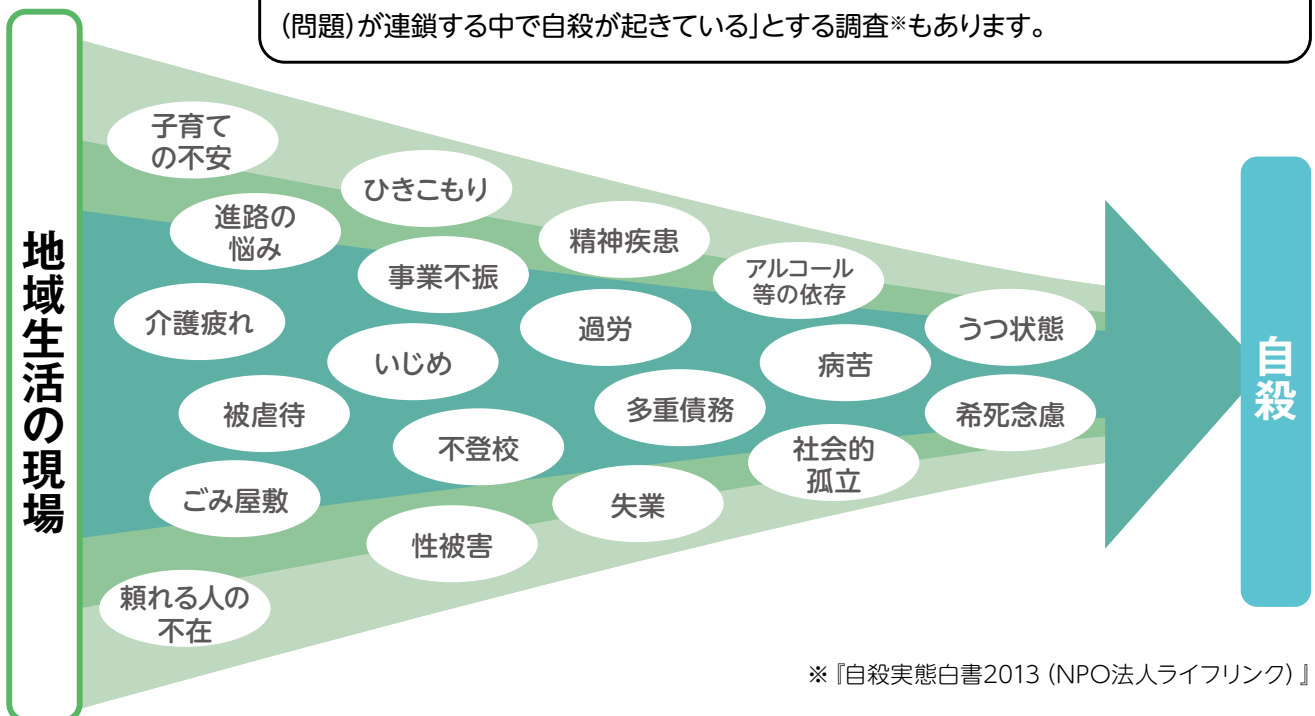 (問題)が連鎖する中で自殺が起きている」とする調査※もあります。
地域生活の現場
子育て
の不安
ひきこもり
進路の
悩み
精神疾患
事業不振
アルコール
等の依存
介護疲れ
過労
うつ状態
いじめ
病苦
被虐待
多重債務
希死念慮
不登校
社会的
孤立
ごみ屋敷
失業
性被害
頼れる人の
不在
自殺
※『自殺実態白書2013 (NPO法人ライフリンク) 』